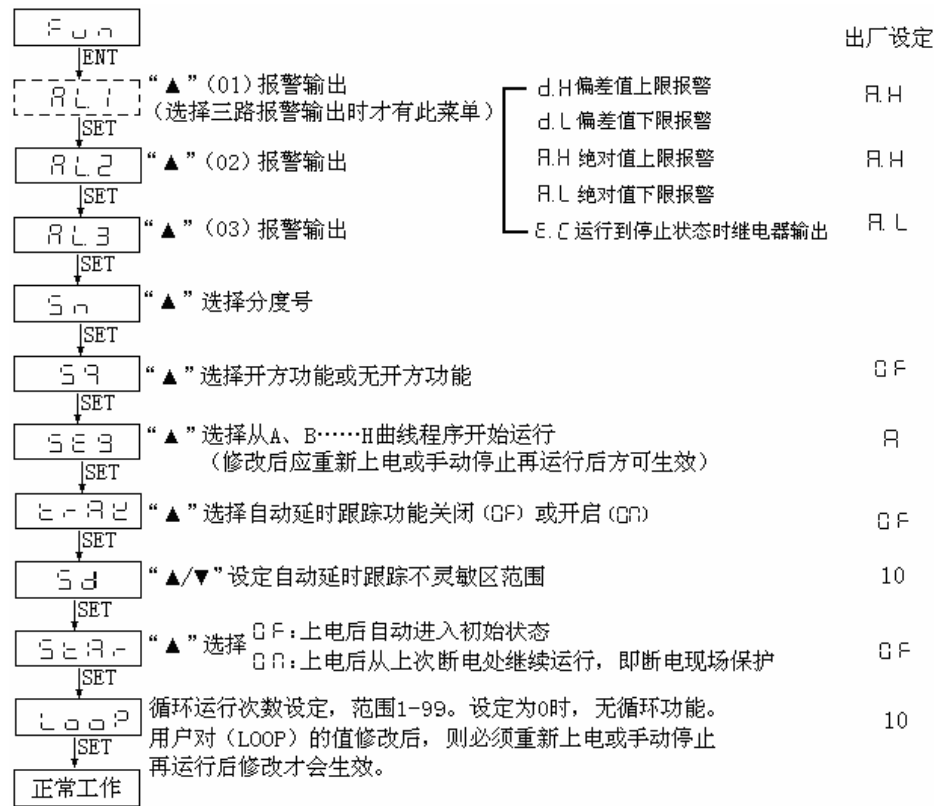 Fun
出厂设定
ENT
AL.1
“▲”(01)报警输出
(选择三路报警输出时才有此菜单)
d.H偏差值上限报警
A.H
d.L偏差值下限报警
SET
AL.2
“▲”(02)报警输出
A.H 绝对值上限报警
A.H
A.L 绝对值下限报警
SET
AL.3
“▲”(03)报警输出
E.C运行到停止状态时继电器输出
A.L
SET
Sn
“▲”选择分度号
SET
Sq
“▲”选择开方功能或无开方功能
OF
SET
SEg
“▲”选择从A、B……H曲线程序开始运行
(修改后应重新上电或手动停止再运行后方可生效)
A
SET
trAY
“▲”选择自动延时跟踪功能关闭(OF)或开启(On)
OF
SET
Sd
“▲/▼”设定自动延时跟踪不灵敏区范围
10
SET
StAr
“▲”选择
OF:上电后自动进入初始状态
On:上电后从上次断电处继续运行，即断电现场保护
OF
SET
LooP
循环运行次数设定，范围1-99。设定为0时，无循环功能。
用户对(LOOP)的值修改后，则必须重新上电或手动停止
再运行后修改才会生效。
10
SET
正常工作